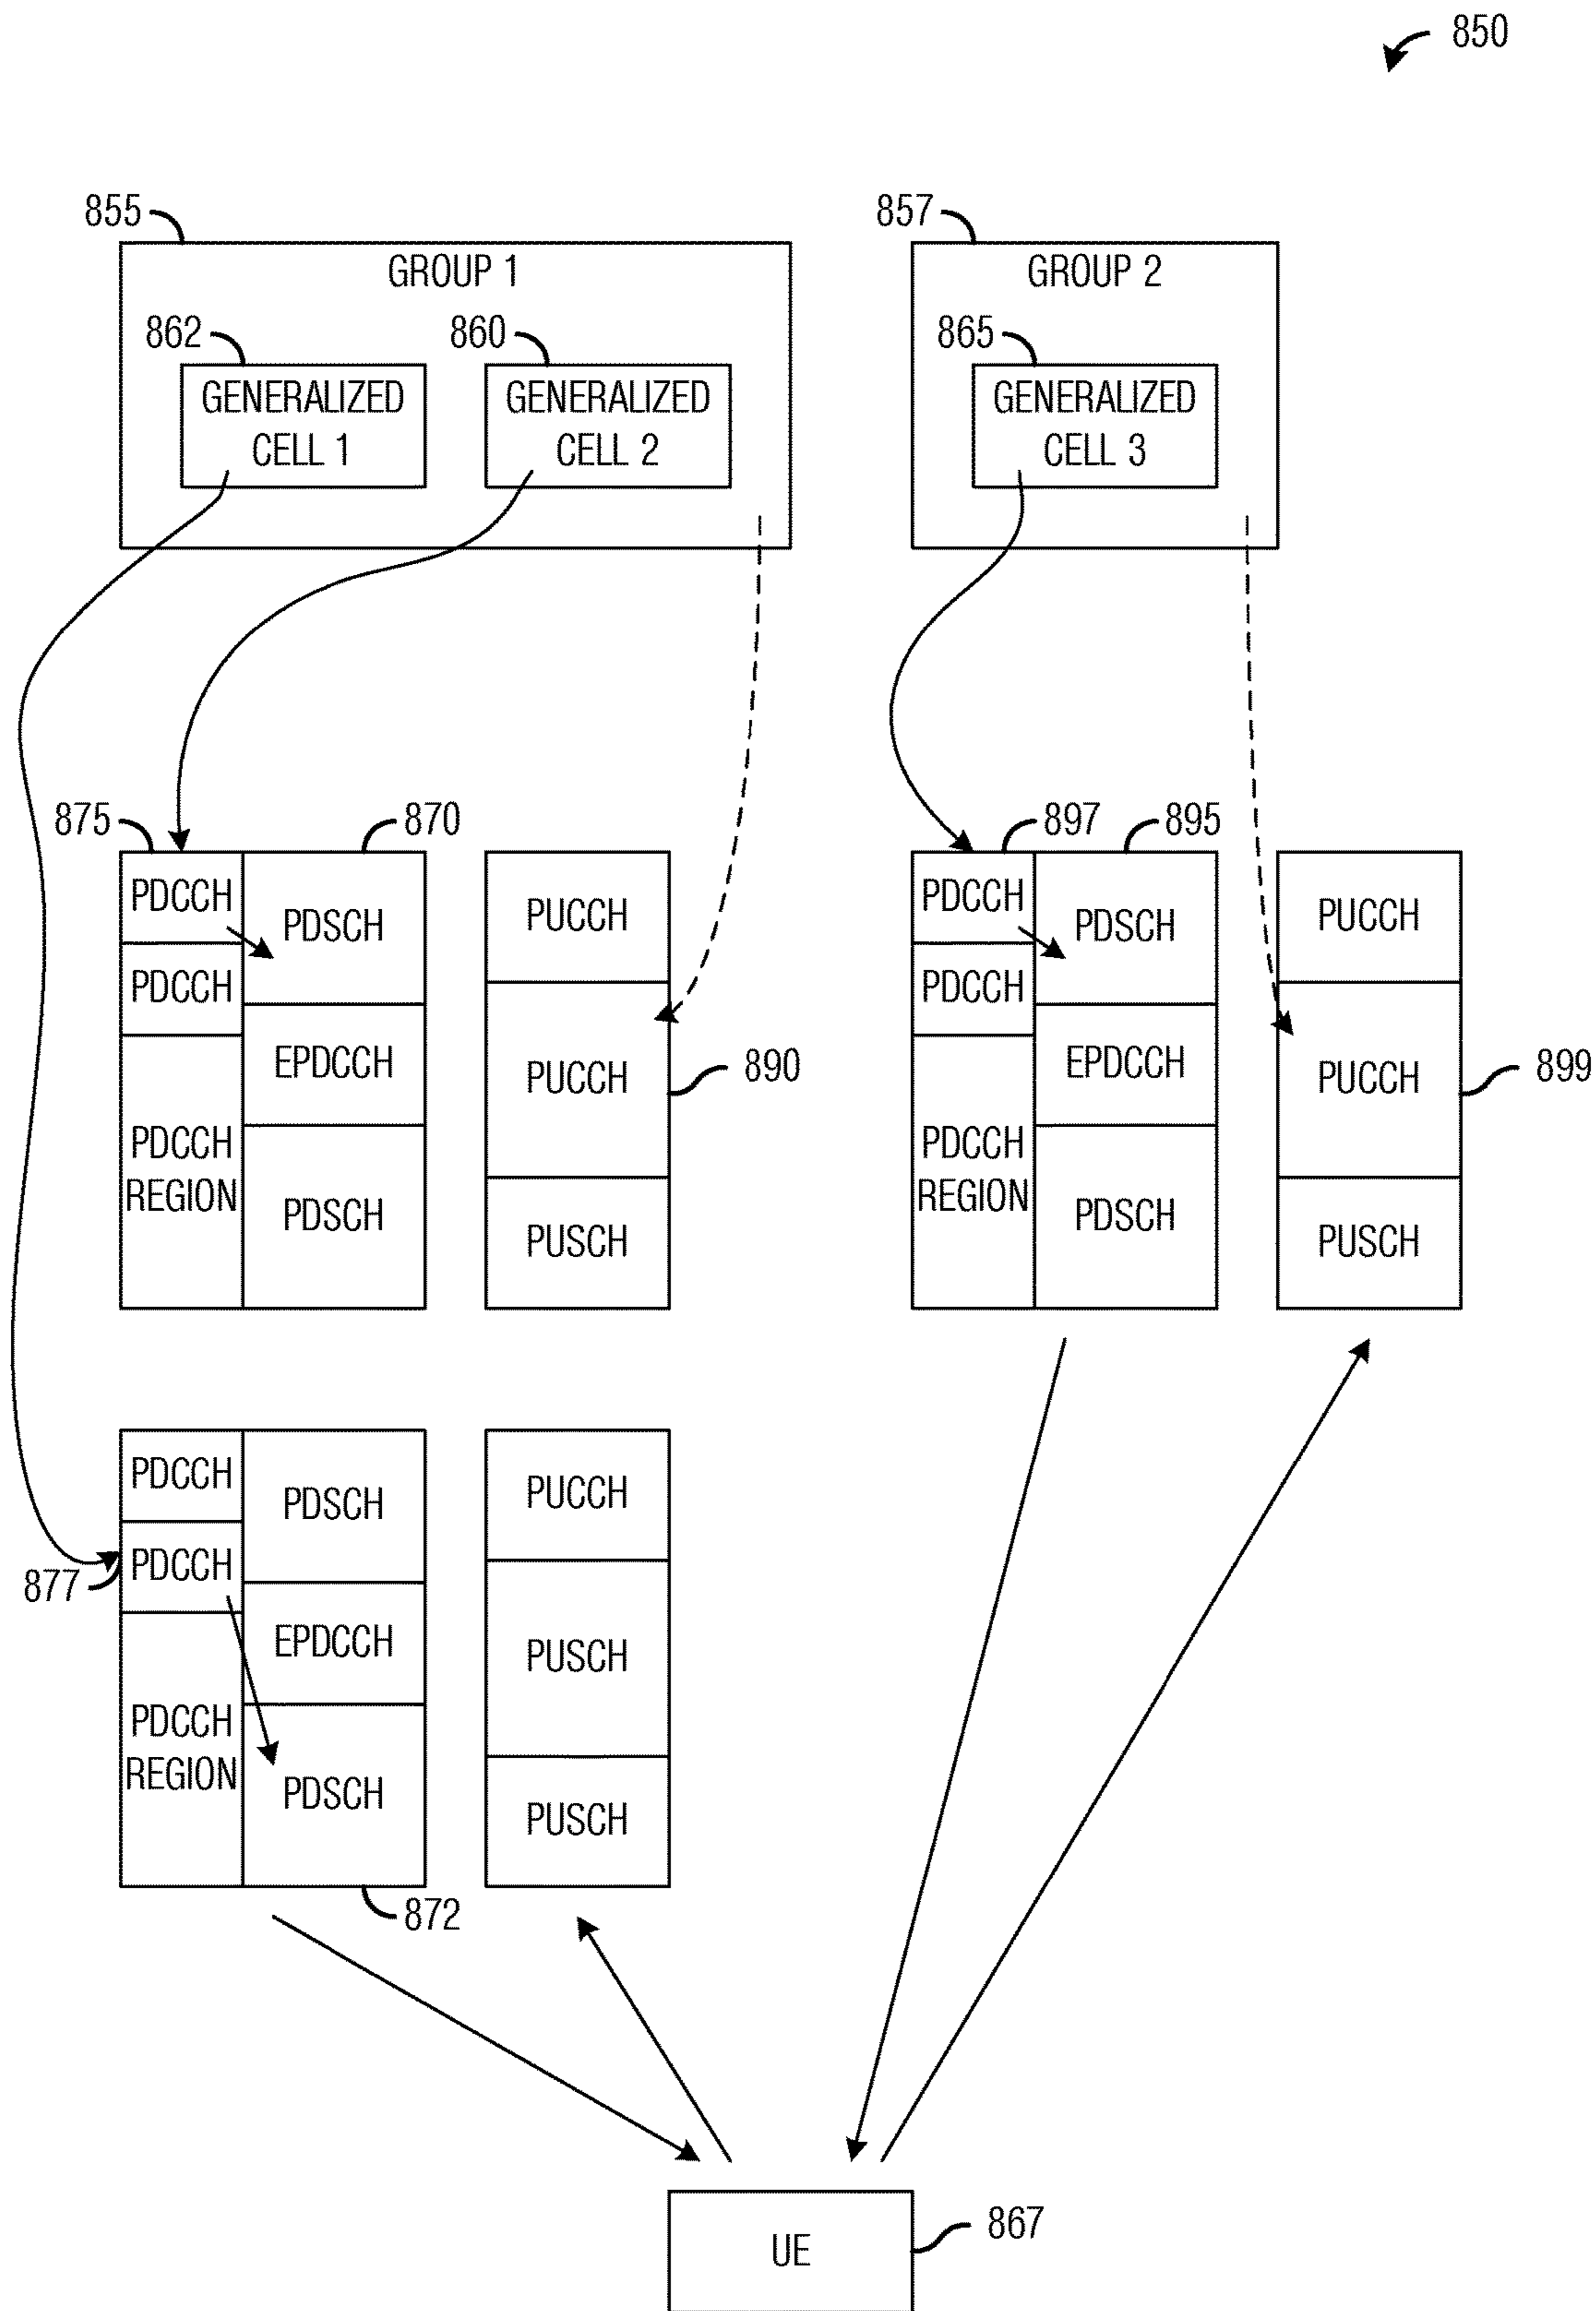 850
855
857
GROUP 1
GROUP 2
862
860
865
GENERALIZED
CELL 1
GENERALIZED
CELL 2
GENERALIZED
CELL 3
875
870
897
895
PDCCH
PDSCH
PDCCH
EPDCCH
PDCCH
REGION
PDSCH
PUCCH
PUCCH
890
PUSCH
PDCCH
PDSCH
PDCCH
EPDCCH
PDCCH
REGION
PDSCH
PUCCH
PUCCH
899
PUSCH
PDCCH
PDSCH
877
PDCCH
EPDCCH
PDCCH
REGION
PDSCH
872
PUCCH
PUSCH
PUSCH
UE
867